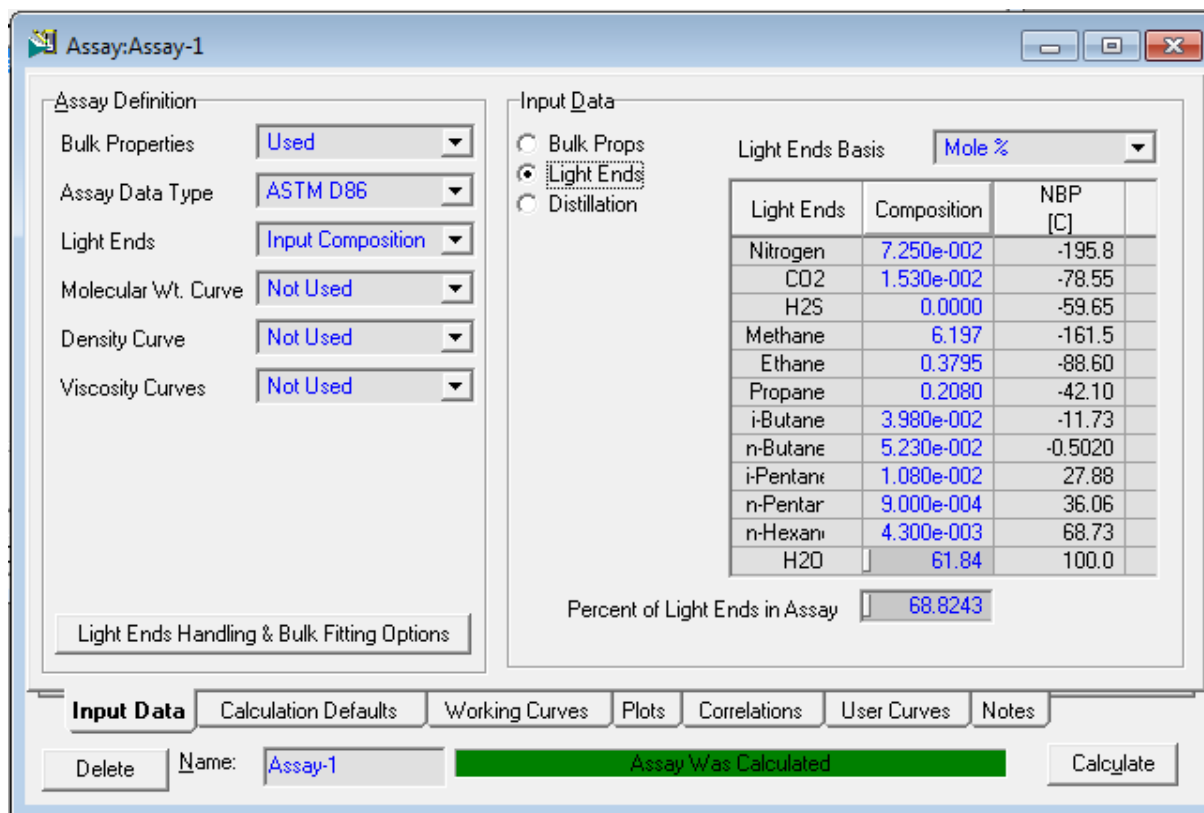 Assay:Assay-1
Assay Definition
Bulk Properties Used
Assay Data Type ASTM D86
Light Ends Input Composition
Molecular Wt. Curve Not Used
Density Curve Not Used
Viscosity Curves Not Used
Light Ends Handling & Bulk Fitting Options
Input Data
Bulk Props
Light Ends
Distillation
Light Ends Basis Mole %
Light Ends Composition NBP [C]
Nitrogen 7.250e-002 -195.8
CO2 1.530e-002 -78.55
H2S 0.0000 -59.65
Methane 6.197 -161.5
Ethane 0.3795 -88.60
Propane 0.2080 -42.10
i-Butane 3.980e-002 -11.73
n-Butane 5.230e-002 -0.5020
i-Pentane 1.080e-002 27.88
n-Pentar 9.000e-004 36.06
n-Hexan 4.300e-003 68.73
H2O 61.84 100.0
Percent of Light Ends in Assay 68.8243
Input Data Calculation Defaults Working Curves Plots Correlations User Curves Notes
Delete Name: Assay-1 Assay Was Calculated Calculate